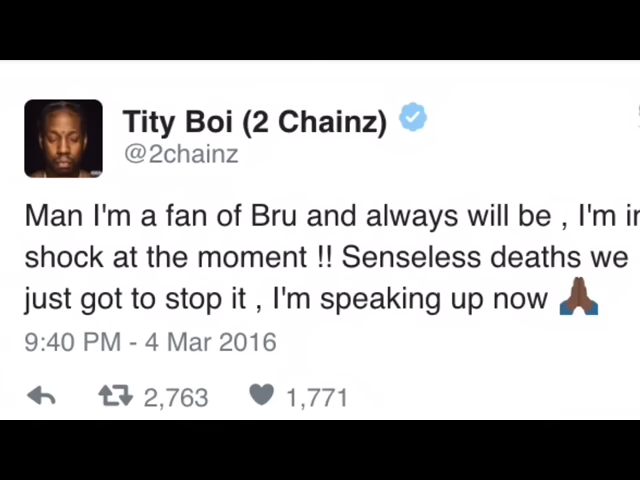 Tity Boi (2 Chainz)
@2chainz
Man I'm a fan of Bru and always will be , I'm in
shock at the moment !! Senseless deaths we
just got to stop it , I'm speaking up now 🙏🏿
9:40 PM - 4 Mar 2016
2,763 1,771